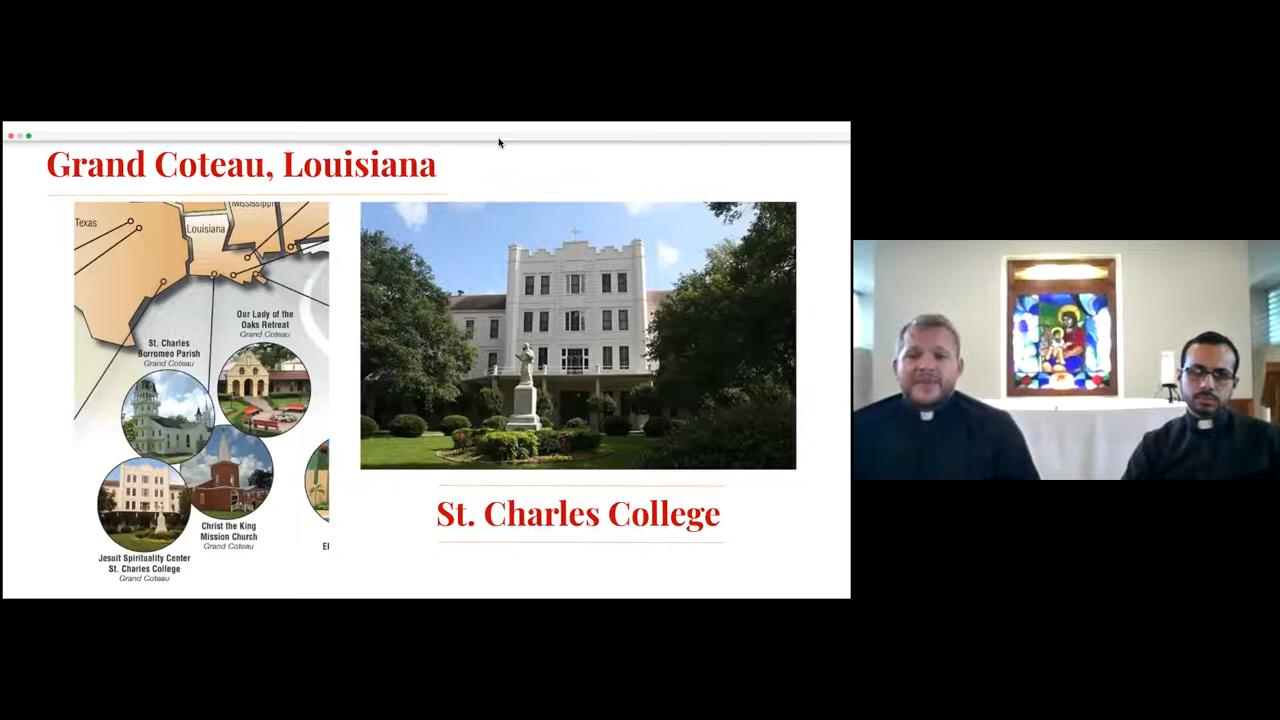 Grand Coteau, Louisiana
Texas
Mississippi
Louisiana
Our Lady of the
Oaks Retreat
Grand Coteau
St. Charles
Borromeo Parish
Grand Coteau
Christ the King
Mission Church
Grand Coteau
El
Jesuit Spirituality Center
St. Charles College
Grand Coteau
St. Charles College